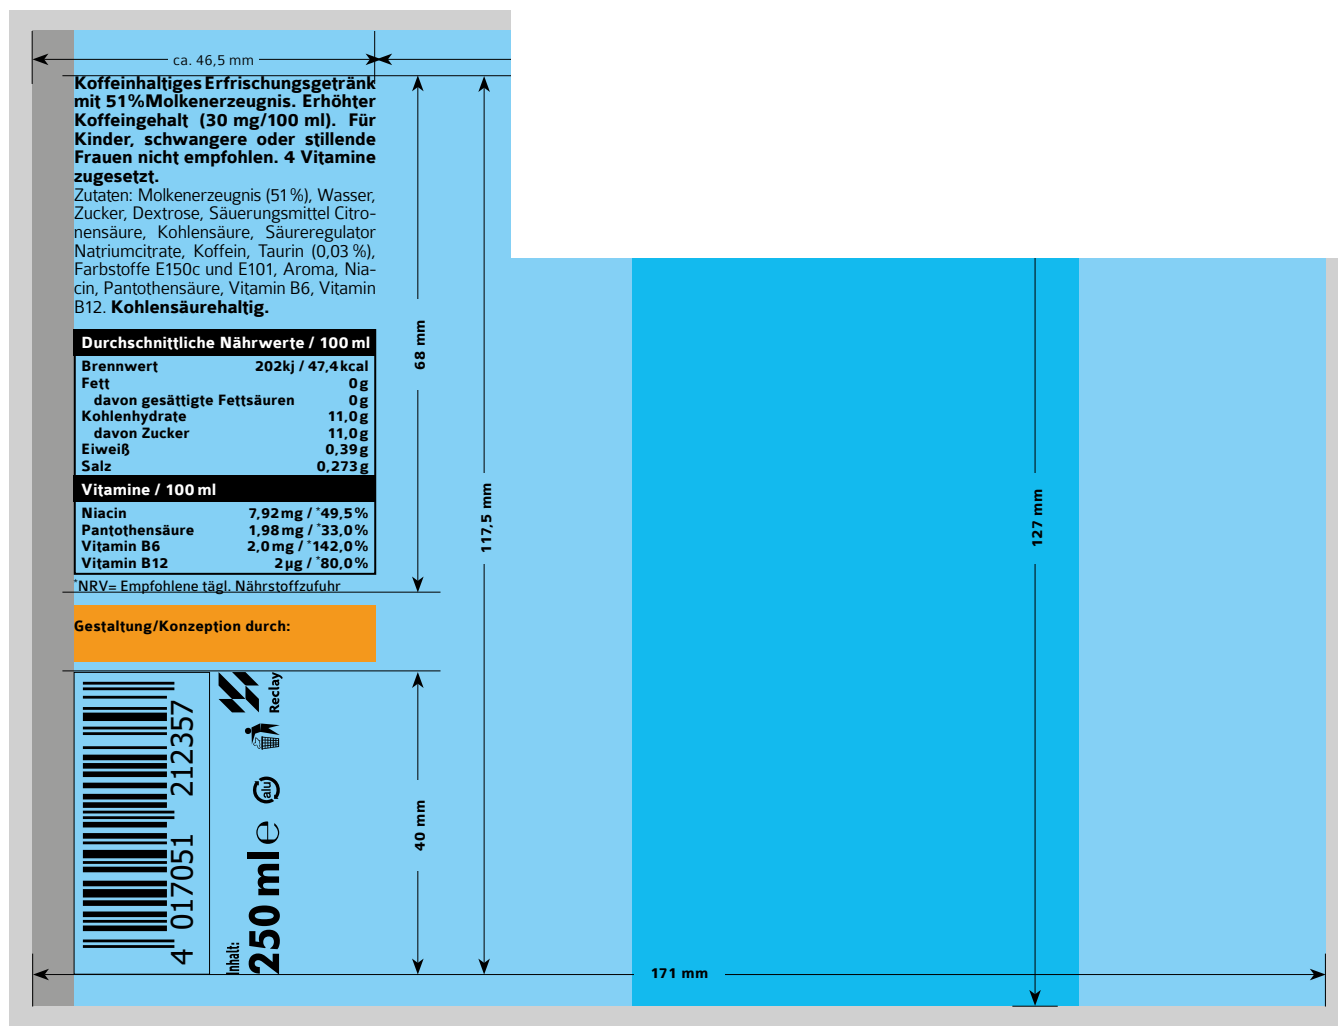 ca. 46,5 mm
Koffeinhaltiges Erfrischungsgetränk
mit 51%Molkenerzeugnis. Erhöhter
Koffeingehalt (30 mg/100 ml). Für
Kinder, schwangere oder stillende
Frauen nicht empfohlen. 4 Vitamine
zugesetzt.
Zutaten: Molkenerzeugnis (51 %), Wasser,
Zucker, Dextrose, Säuerungsmittel Citro-
nensäure, Kohlensäure, Säureregulator
Natriumcitrate, Koffein, Taurin (0,03 %),
Farbstoffe E150c und E101, Aroma, Nia-
cin, Pantothensäure, Vitamin B6, Vitamin
B12. Kohlensäurehaltig.
Durchschnittliche Nährwerte / 100 ml
Brennwert 202kj / 47,4 kcal
Fett 0 g
davon gesättigte Fettsäuren 0 g
Kohlenhydrate 11,0 g
davon Zucker 11,0 g
Eiweiß 0,39 g
Salz 0,273 g
Vitamine / 100 ml
Niacin 7,92 mg / *49,5 %
Pantothensäure 1,98 mg / *33,0 %
Vitamin B6 2,0 mg / *142,0 %
Vitamin B12 2 µg / *80,0 %
*NRV= Empfohlene tägl. Nährstoffzufuhr
Gestaltung/Konzeption durch:
4 017051 212357
Reclay
alu
Inhalt:
250 ml e
68 mm
40 mm
117,5 mm
127 mm
171 mm